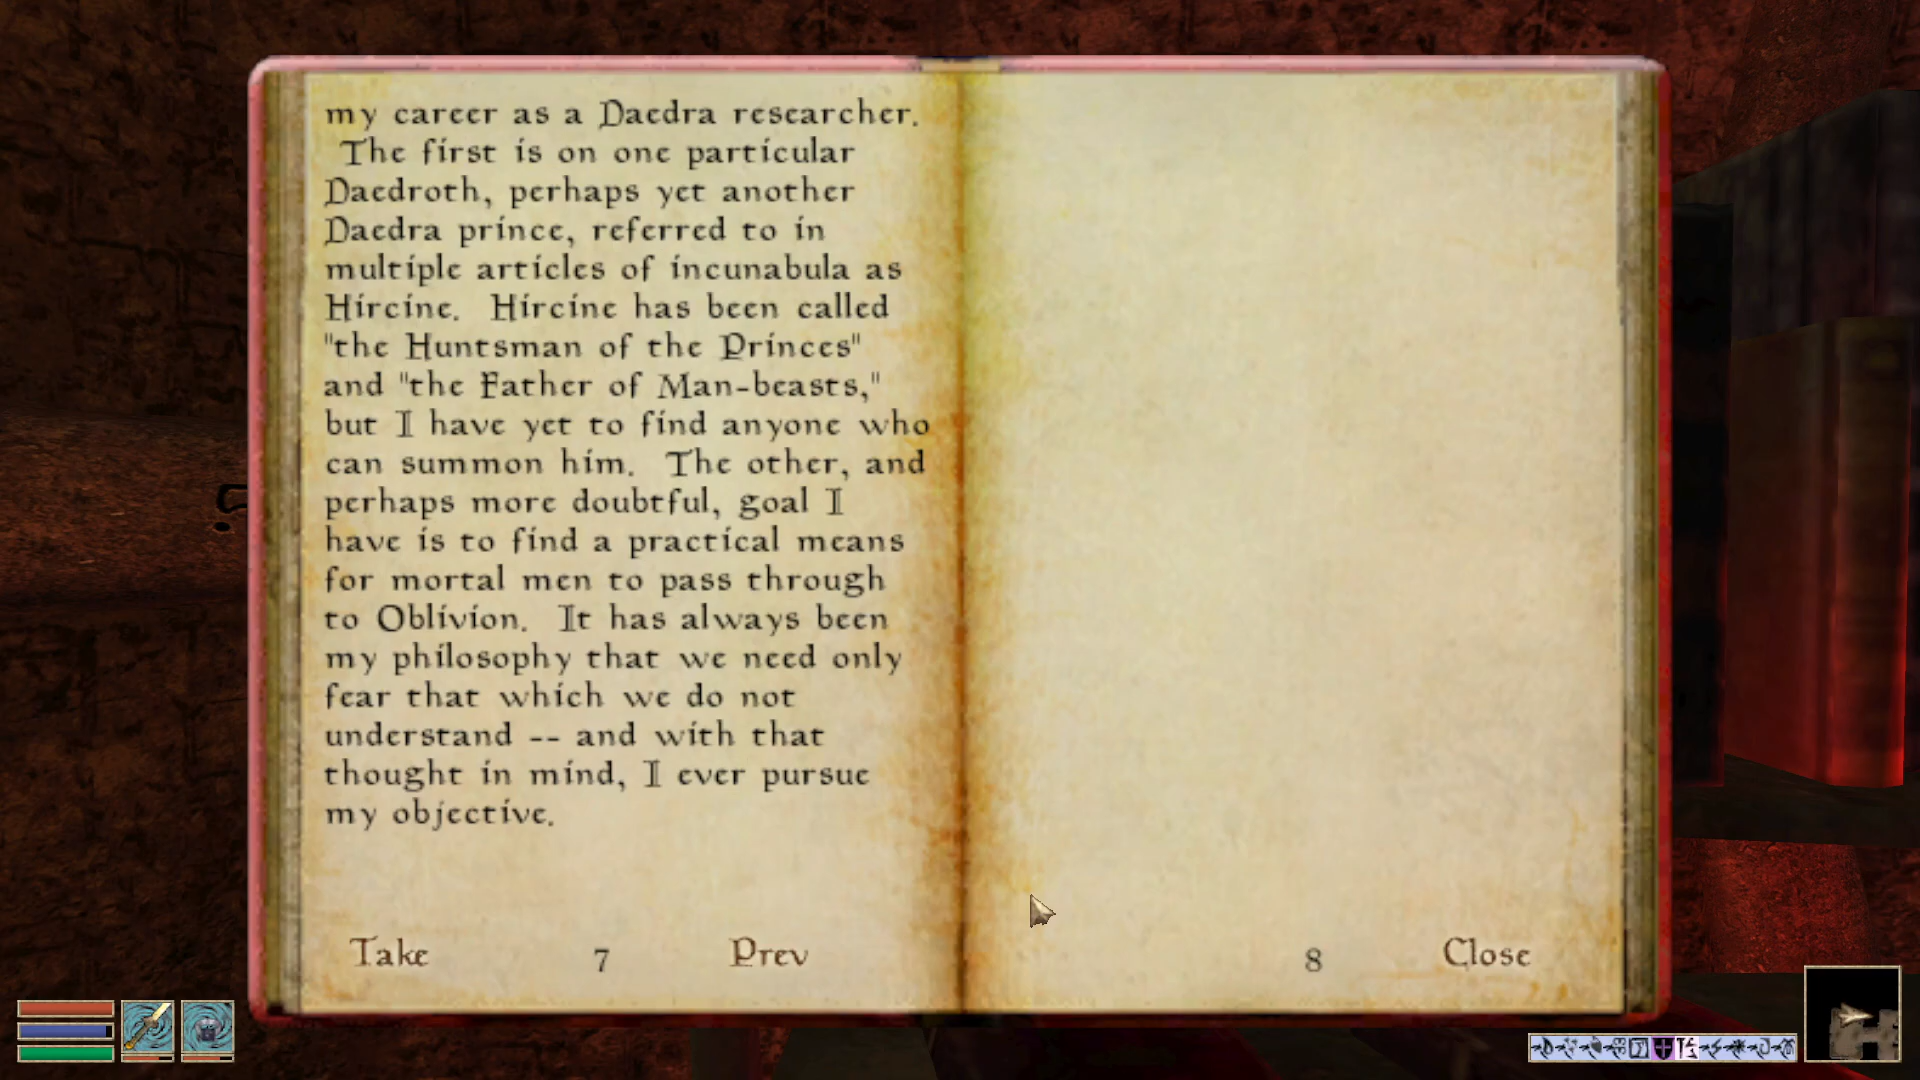 my career as a Daedra researcher.
The first is on one particular
Daedroth, perhaps yet another
Daedra prince, referred to in
multiple articles of incunabula as
Hircine.  Hircine has been called
"the Huntsman of the Princes"
and "the Father of Man-beasts,"
but I have yet to find anyone who
can summon him.  The other, and
perhaps more doubtful, goal I
have is to find a practical means
for mortal men to pass through
to Oblivion.  It has always been
my philosophy that we need only
fear that which we do not
understand -- and with that
thought in mind, I ever pursue
my objective.
Take 7 Prev
8 Close